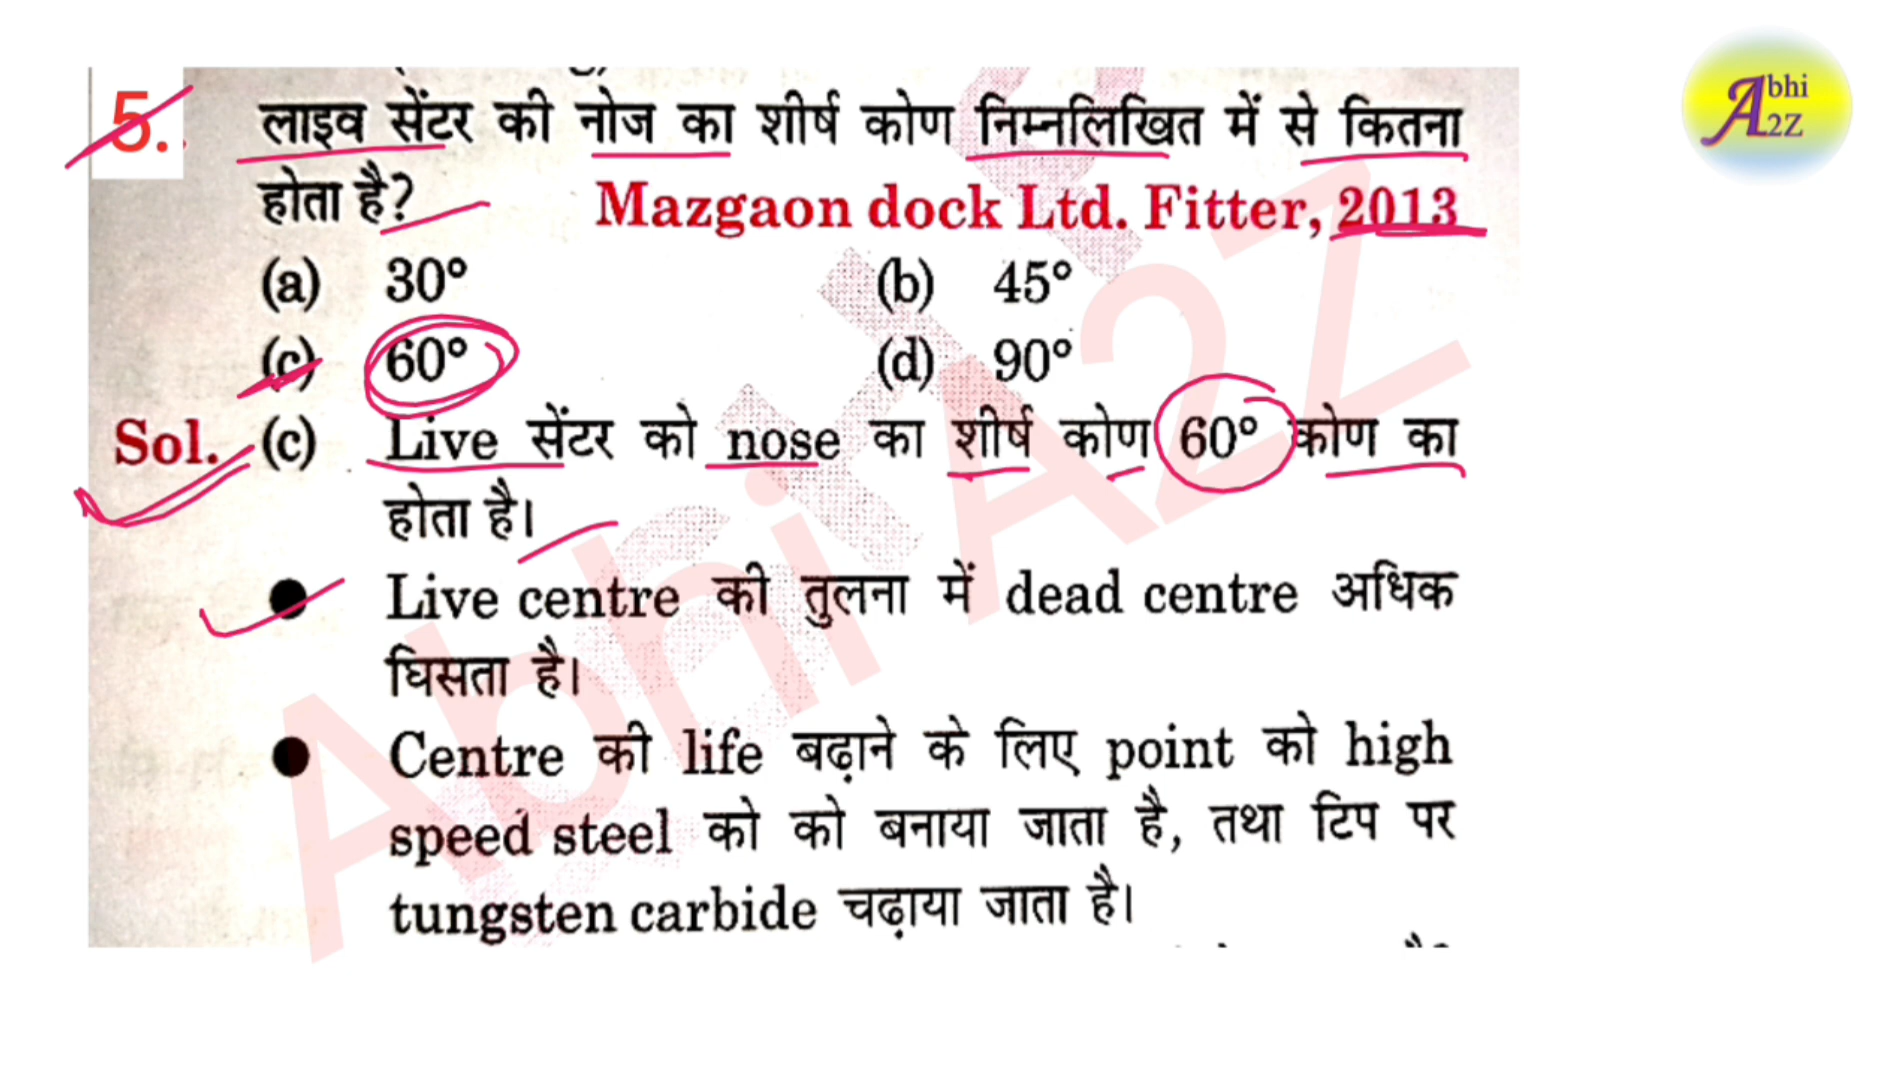 Abhi
A2Z
5. लाइव सेंटर की नोज का शीर्ष कोण निम्नलिखित में से कितना
होता है? Mazgaon dock Ltd. Fitter, 2013
(a) 30° (b) 45°
(c) 60° (d) 90°
Sol. (c) Live सेंटर को nose का शीर्ष कोण 60° कोण का
होता है।
● Live centre की तुलना में dead centre अधिक
घिसता है।
● Centre की life बढ़ाने के लिए point को high
speed steel को को बनाया जाता है, तथा टिप पर
tungsten carbide चढ़ाया जाता है।
Abhi A2Z